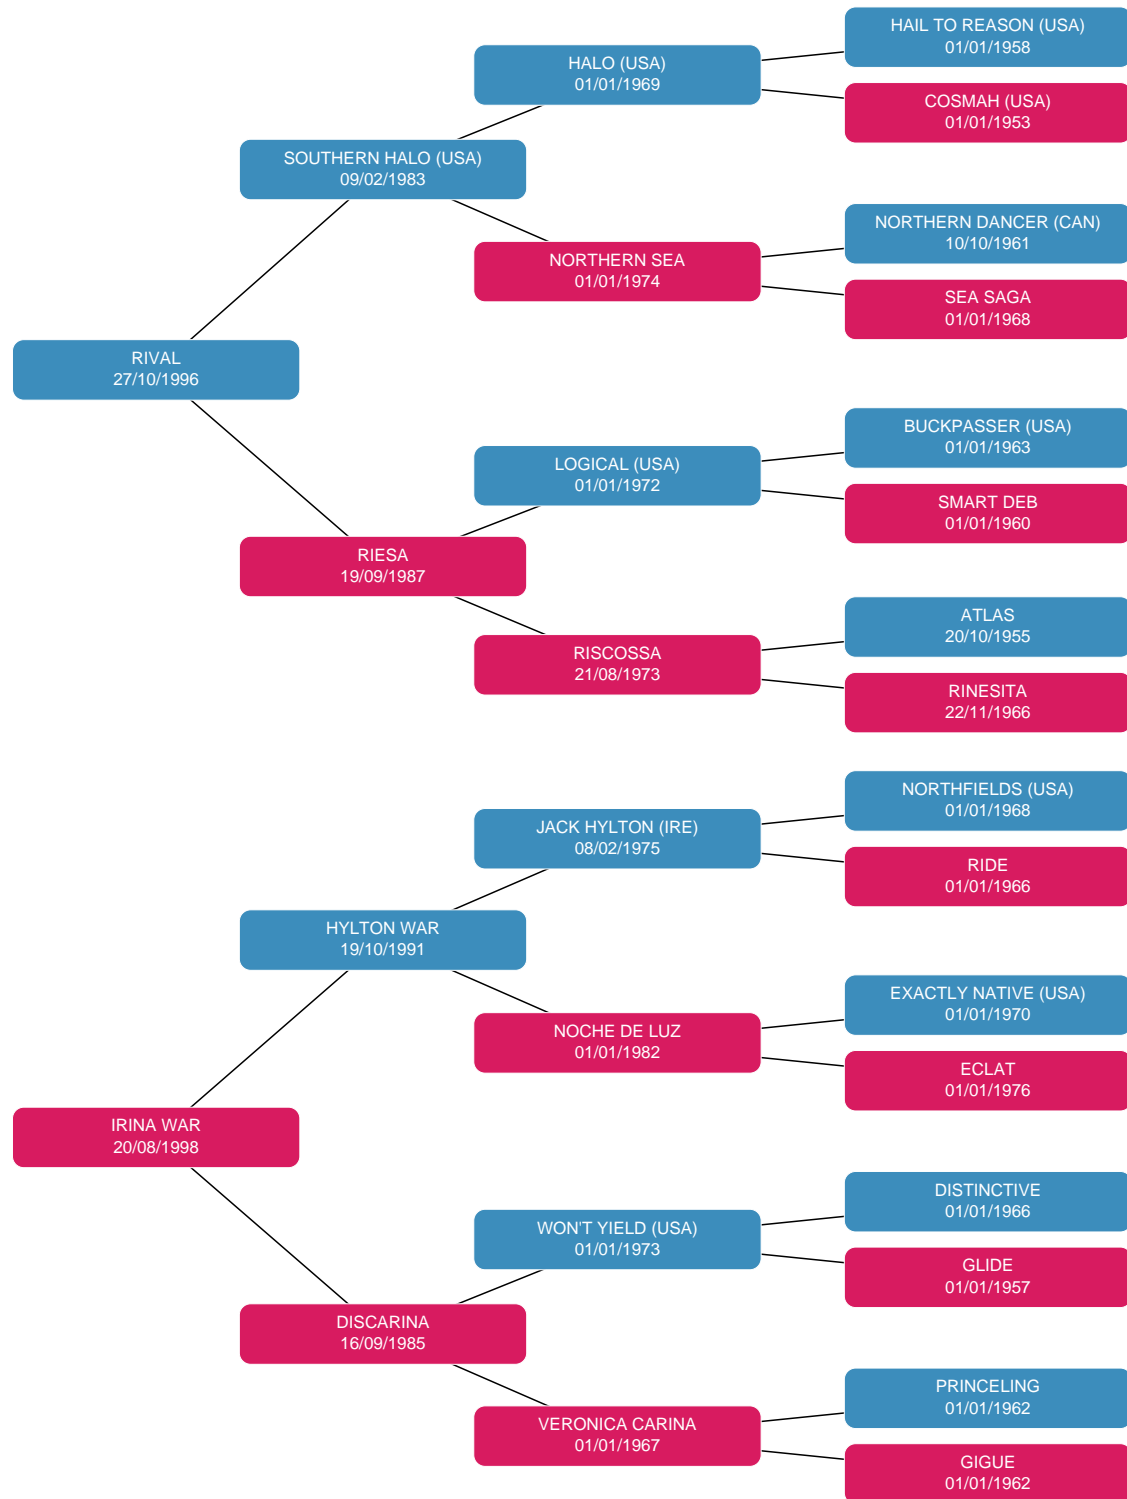 HAIL TO REASON (USA)
01/01/1958
HALO (USA)
01/01/1969
COSMAH (USA)
01/01/1953
SOUTHERN HALO (USA)
09/02/1983
NORTHERN DANCER (CAN)
10/10/1961
NORTHERN SEA
01/01/1974
SEA SAGA
01/01/1968
RIVAL
27/10/1996
BUCKPASSER (USA)
01/01/1963
LOGICAL (USA)
01/01/1972
SMART DEB
01/01/1960
RIESA
19/09/1987
ATLAS
20/10/1955
RISCOSSA
21/08/1973
RINESITA
22/11/1966
NORTHFIELDS (USA)
01/01/1968
JACK HYLTON (IRE)
08/02/1975
RIDE
01/01/1966
HYLTON WAR
19/10/1991
EXACTLY NATIVE (USA)
01/01/1970
NOCHE DE LUZ
01/01/1982
ECLAT
01/01/1976
IRINA WAR
20/08/1998
DISTINCTIVE
01/01/1966
WON'T YIELD (USA)
01/01/1973
GLIDE
01/01/1957
DISCARINA
16/09/1985
PRINCELING
01/01/1962
VERONICA CARINA
01/01/1967
GIGUE
01/01/1962